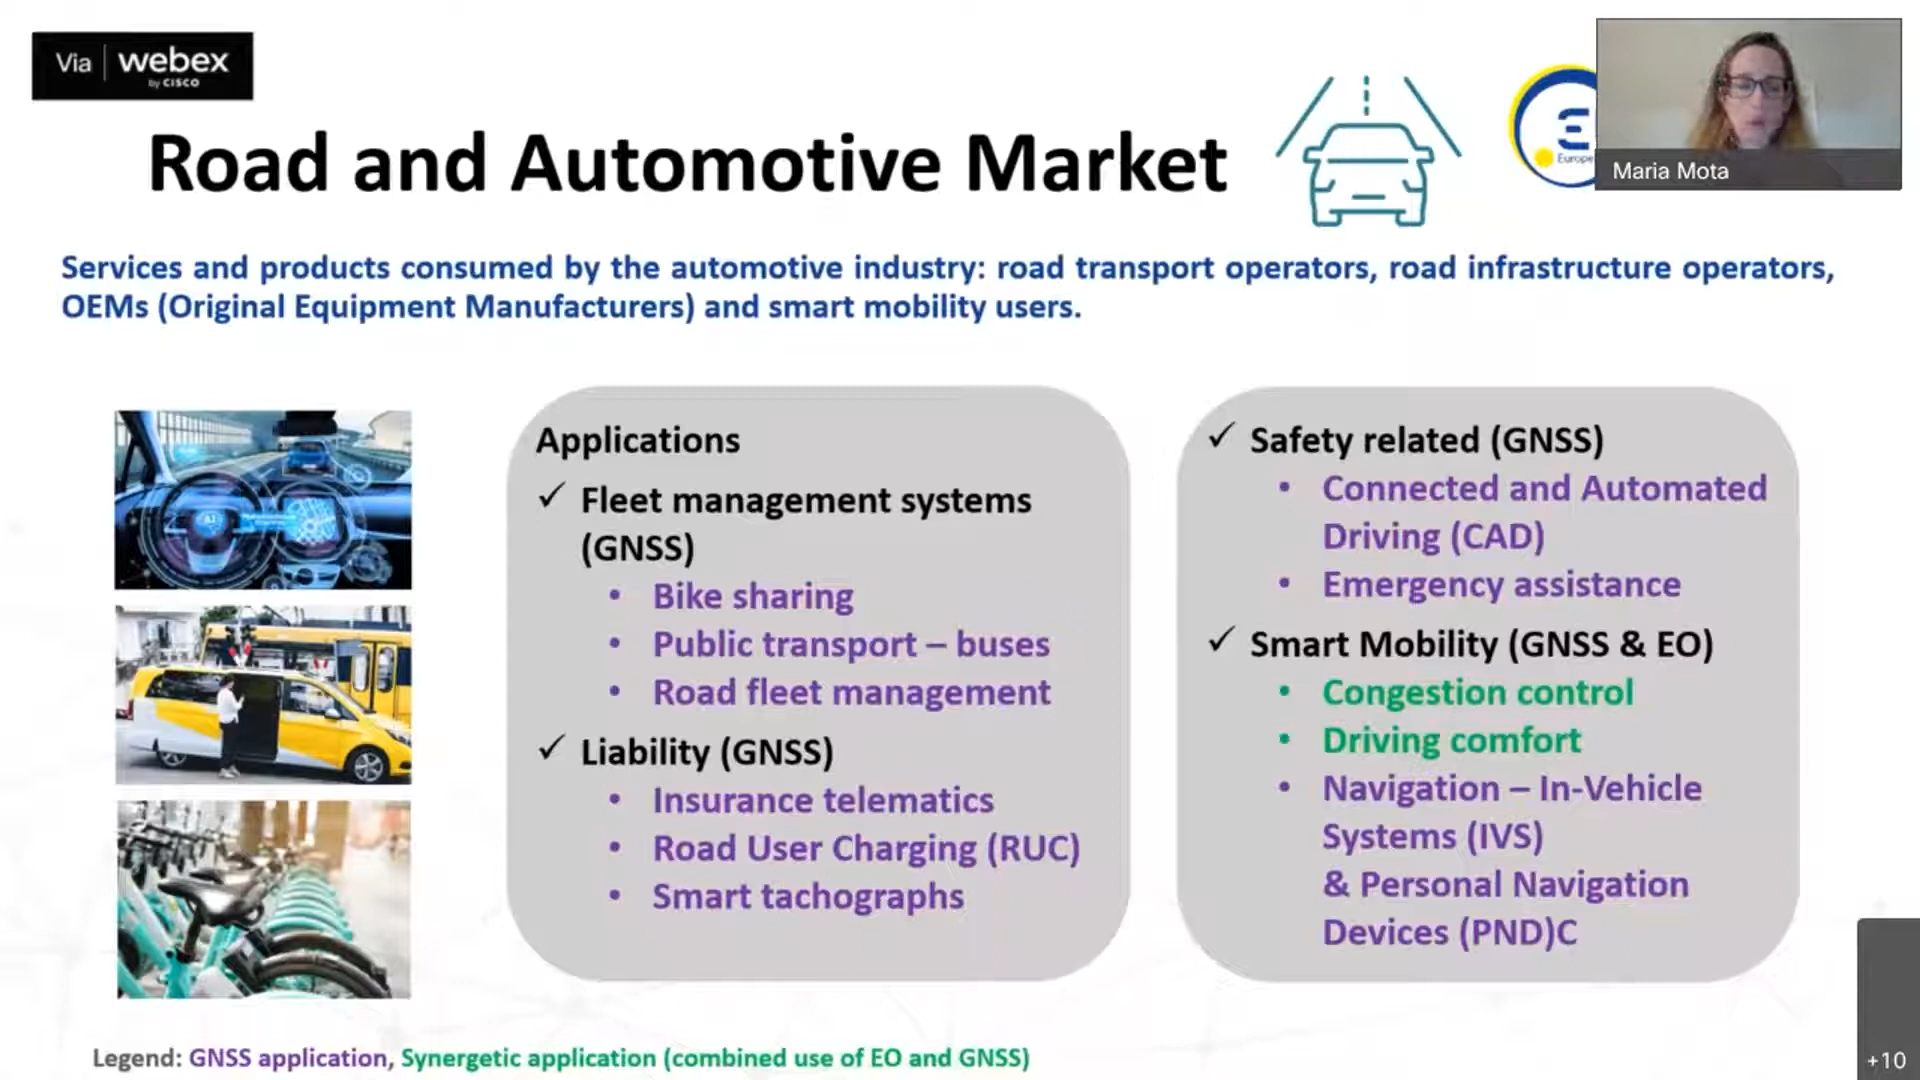 Via webex
by CISCO
Road and Automotive Market
Europe
Maria Mota
Services and products consumed by the automotive industry: road transport operators, road infrastructure operators,
OEMs (Original Equipment Manufacturers) and smart mobility users.
Applications
✓ Fleet management systems
(GNSS)
• Bike sharing
• Public transport – buses
• Road fleet management
✓ Liability (GNSS)
• Insurance telematics
• Road User Charging (RUC)
• Smart tachographs
✓ Safety related (GNSS)
• Connected and Automated
Driving (CAD)
• Emergency assistance
✓ Smart Mobility (GNSS & EO)
• Congestion control
• Driving comfort
• Navigation – In-Vehicle
Systems (IVS)
& Personal Navigation
Devices (PND)C
Legend: GNSS application, Synergetic application (combined use of EO and GNSS)
+10